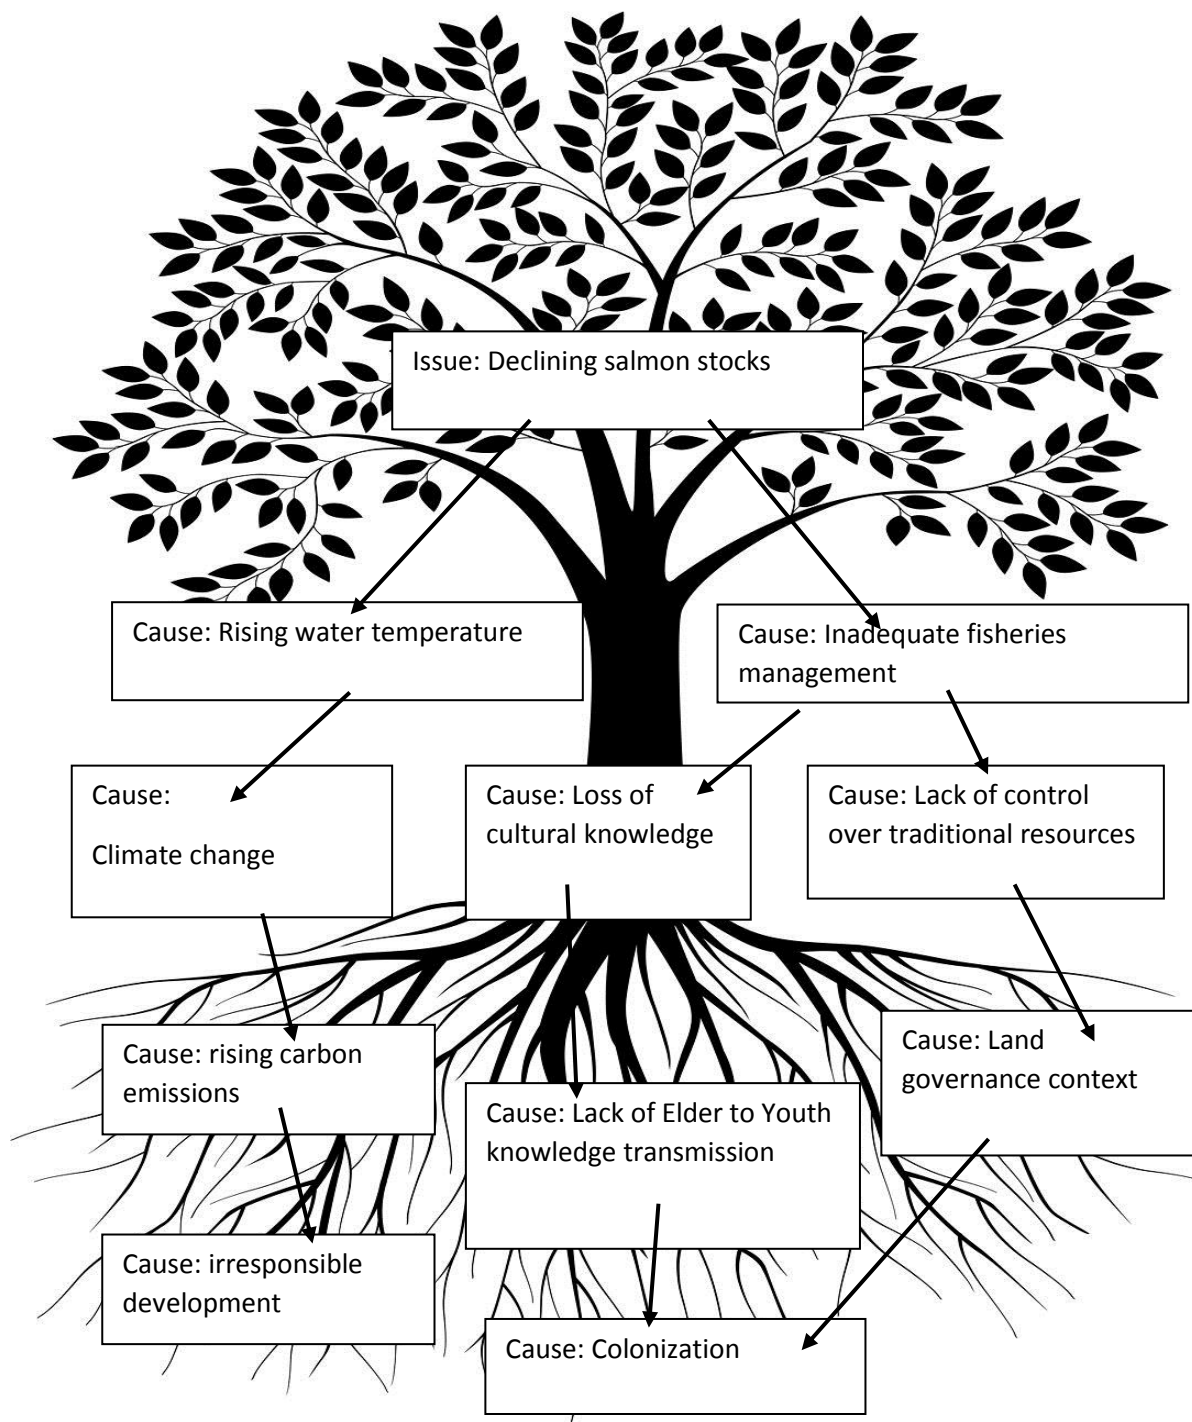 Issue: Declining salmon stocks
Cause: Rising water temperature
Cause: Inadequate fisheries
management
Cause:
Climate change
Cause: Loss of
cultural knowledge
Cause: Lack of control
over traditional resources
Cause: rising carbon
emissions
Cause: Lack of Elder to Youth
knowledge transmission
Cause: Land
governance context
Cause: irresponsible
development
Cause: Colonization